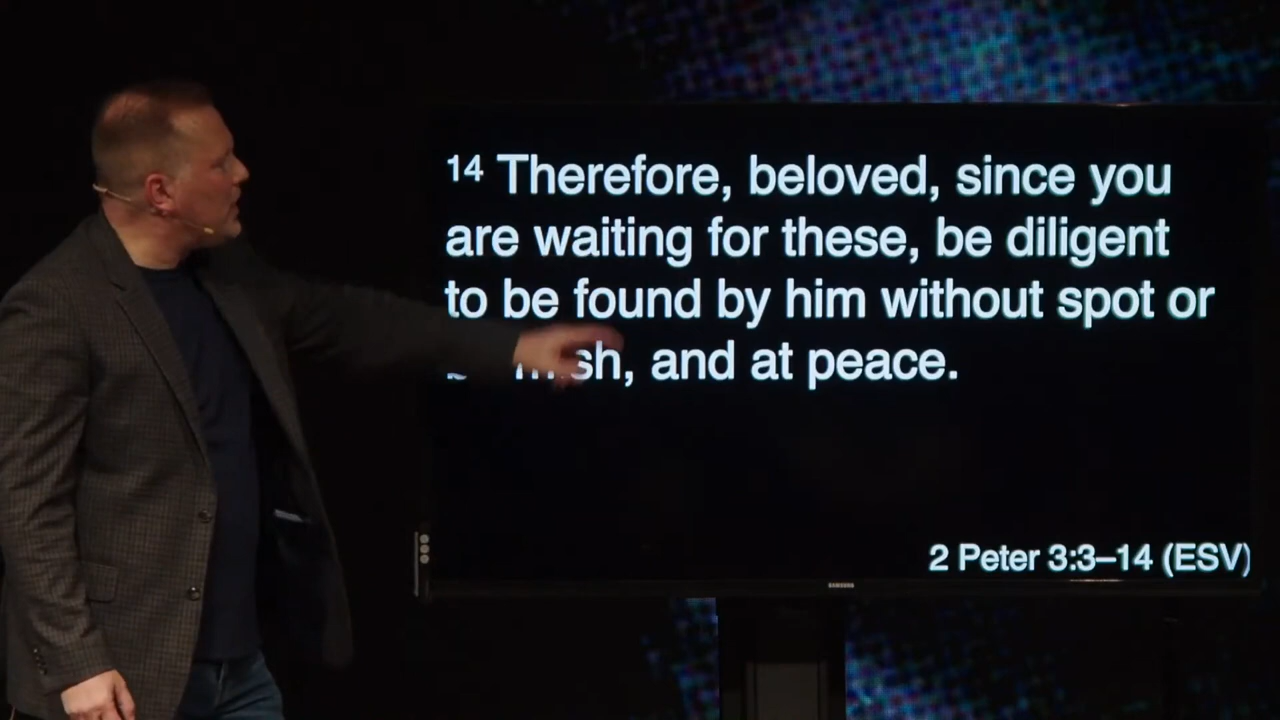 14 Therefore, beloved, since you
are waiting for these, be diligent
to be found by him without spot or
and at peace.
2 Peter 3:3–14 (ESV)
SAMSUNG